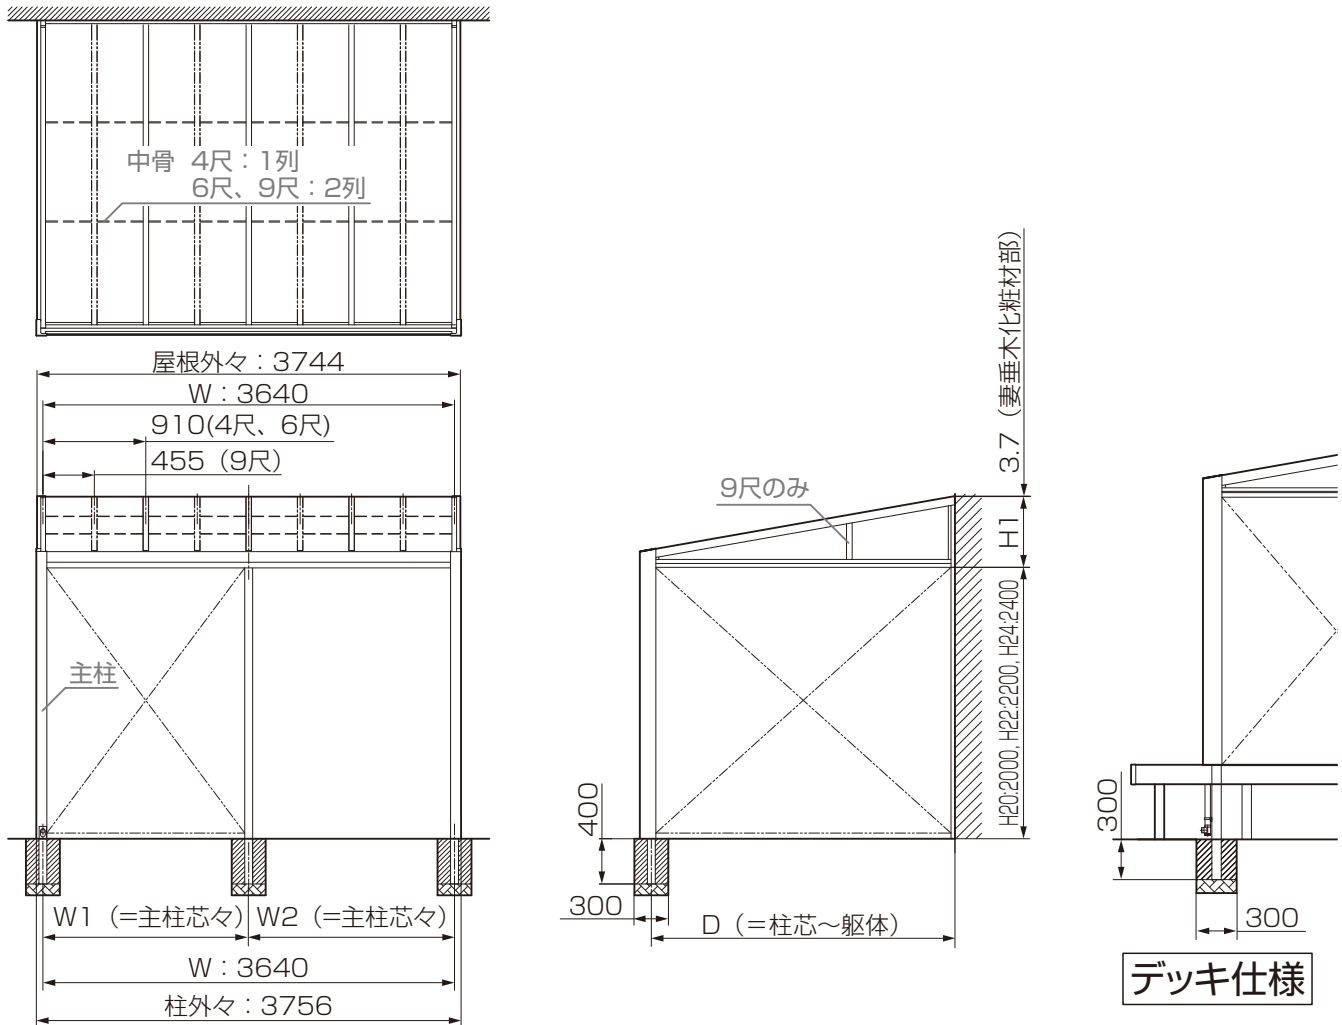 中骨 4尺：1列
6尺、9尺：2列
屋根外々：3744
W：3640
910(4尺、6尺)
455（9尺）
主柱
W1（=主柱芯々）
W2（=主柱芯々）
W：3640
柱外々：3756
9尺のみ
3.7（妻垂木化粧材部）
H1
H20:2000, H22:2200, H24:2400
400
300
D（=柱芯～躯体）
300
300
デッキ仕様